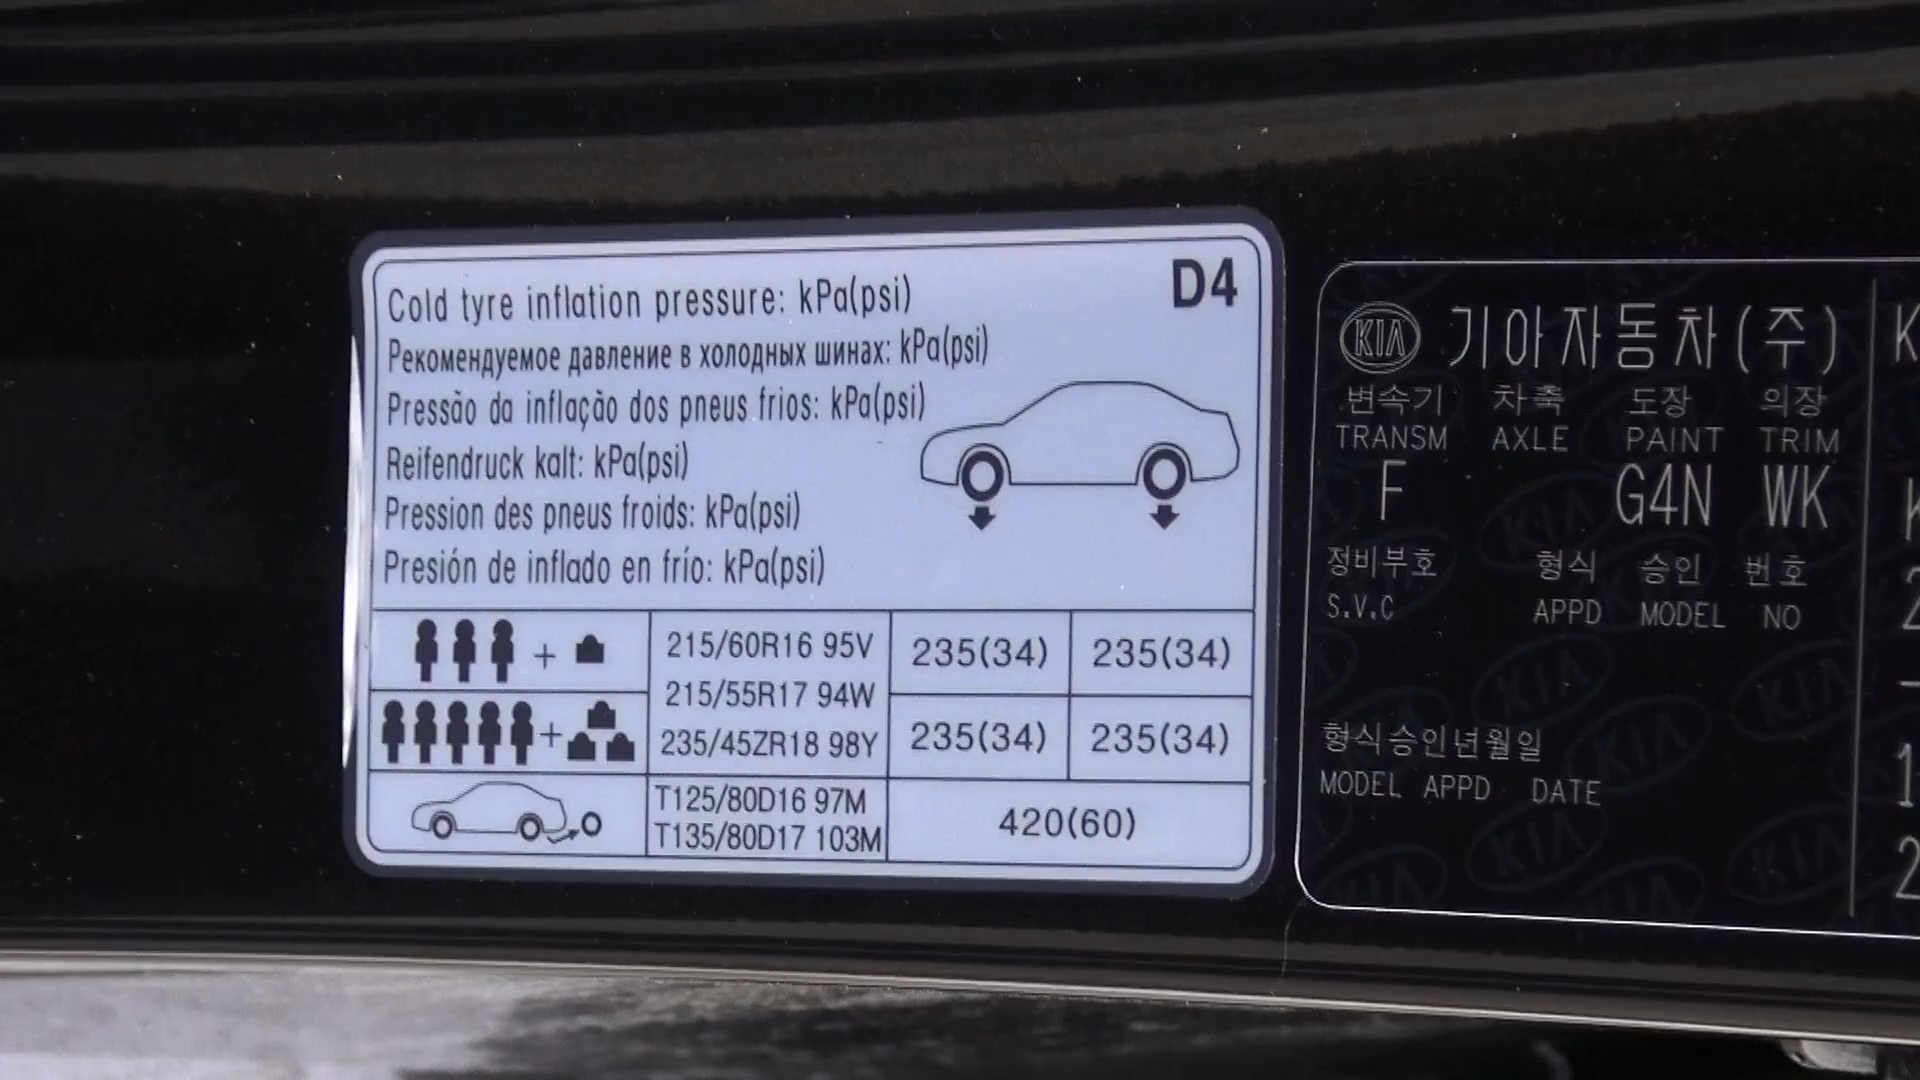 D4
Cold tyre inflation pressure: kPa(psi)
Рекомендуемое давление в холодных шинах: kPa(psi)
Pressão da inflação dos pneus frios: kPa(psi)
Reifendruck kalt: kPa(psi)
Pression des pneus froids: kPa(psi)
Presión de inflado en frío: kPa(psi)
+ 215/60R16 95V 235(34) 235(34)
215/55R17 94W
+ 235/45ZR18 98Y 235(34) 235(34)
T125/80D16 97M 420(60)
T135/80D17 103M
KIA 기아자동차(주)
변속기 차축 도장 의장
TRANSM AXLE PAINT TRIM
F G4N WK
정비부호 형식 승인 번호
S.V.C APPD MODEL NO
형식승인년월일
MODEL APPD DATE